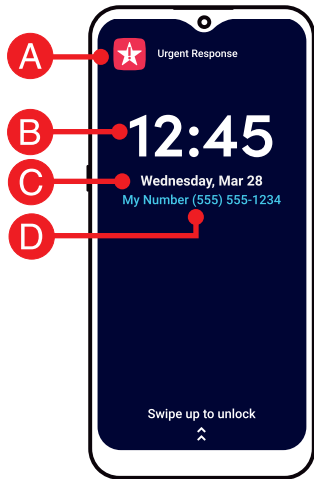 A
Urgent Response
B
12:45
C
Wednesday, Mar 28
My Number (555) 555-1234
D
Swipe up to unlock